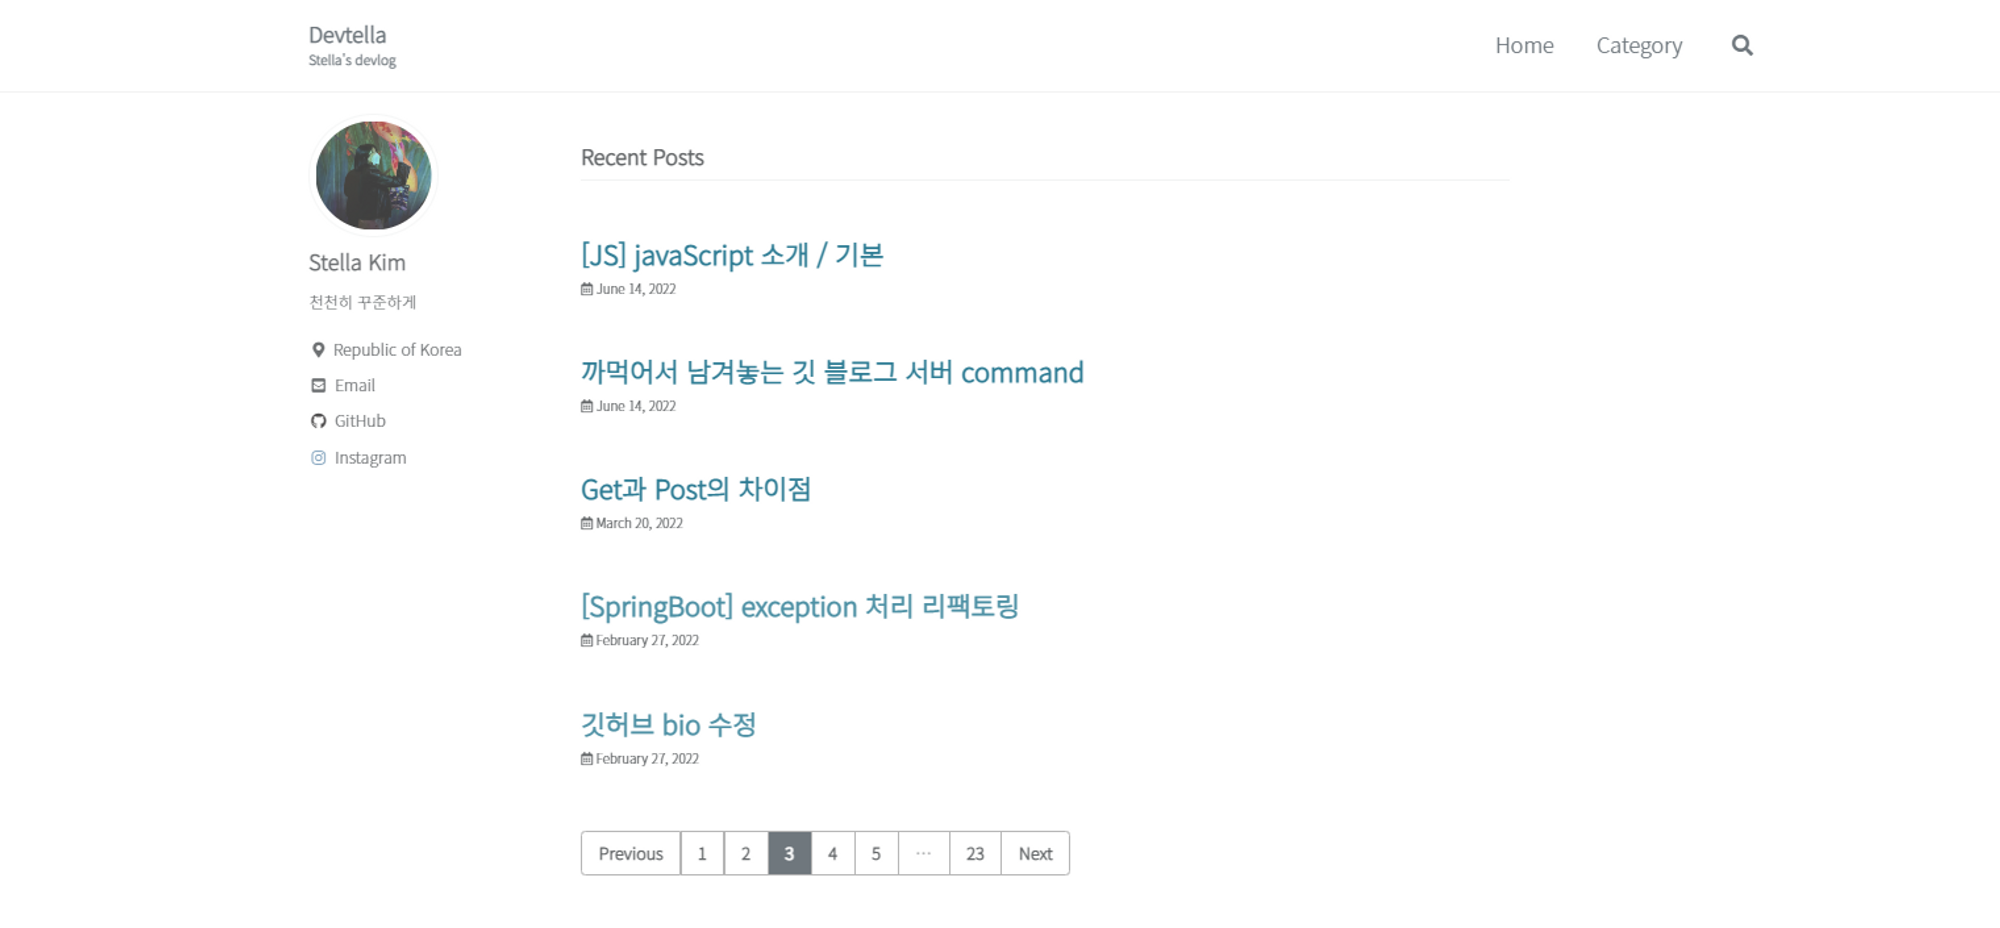 Devtella
Stella's devlog
Home
Category
Stella Kim
천천히 꾸준하게
Republic of Korea
Email
GitHub
Instagram
Recent Posts
[JS] javaScript 소개 / 기본
June 14, 2022
까먹어서 남겨놓는 깃 블로그 서버 command
June 14, 2022
Get과 Post의 차이점
March 20, 2022
[SpringBoot] exception 처리 리팩토링
February 27, 2022
깃허브 bio 수정
February 27, 2022
Previous 1 2 3 4 5 … 23 Next